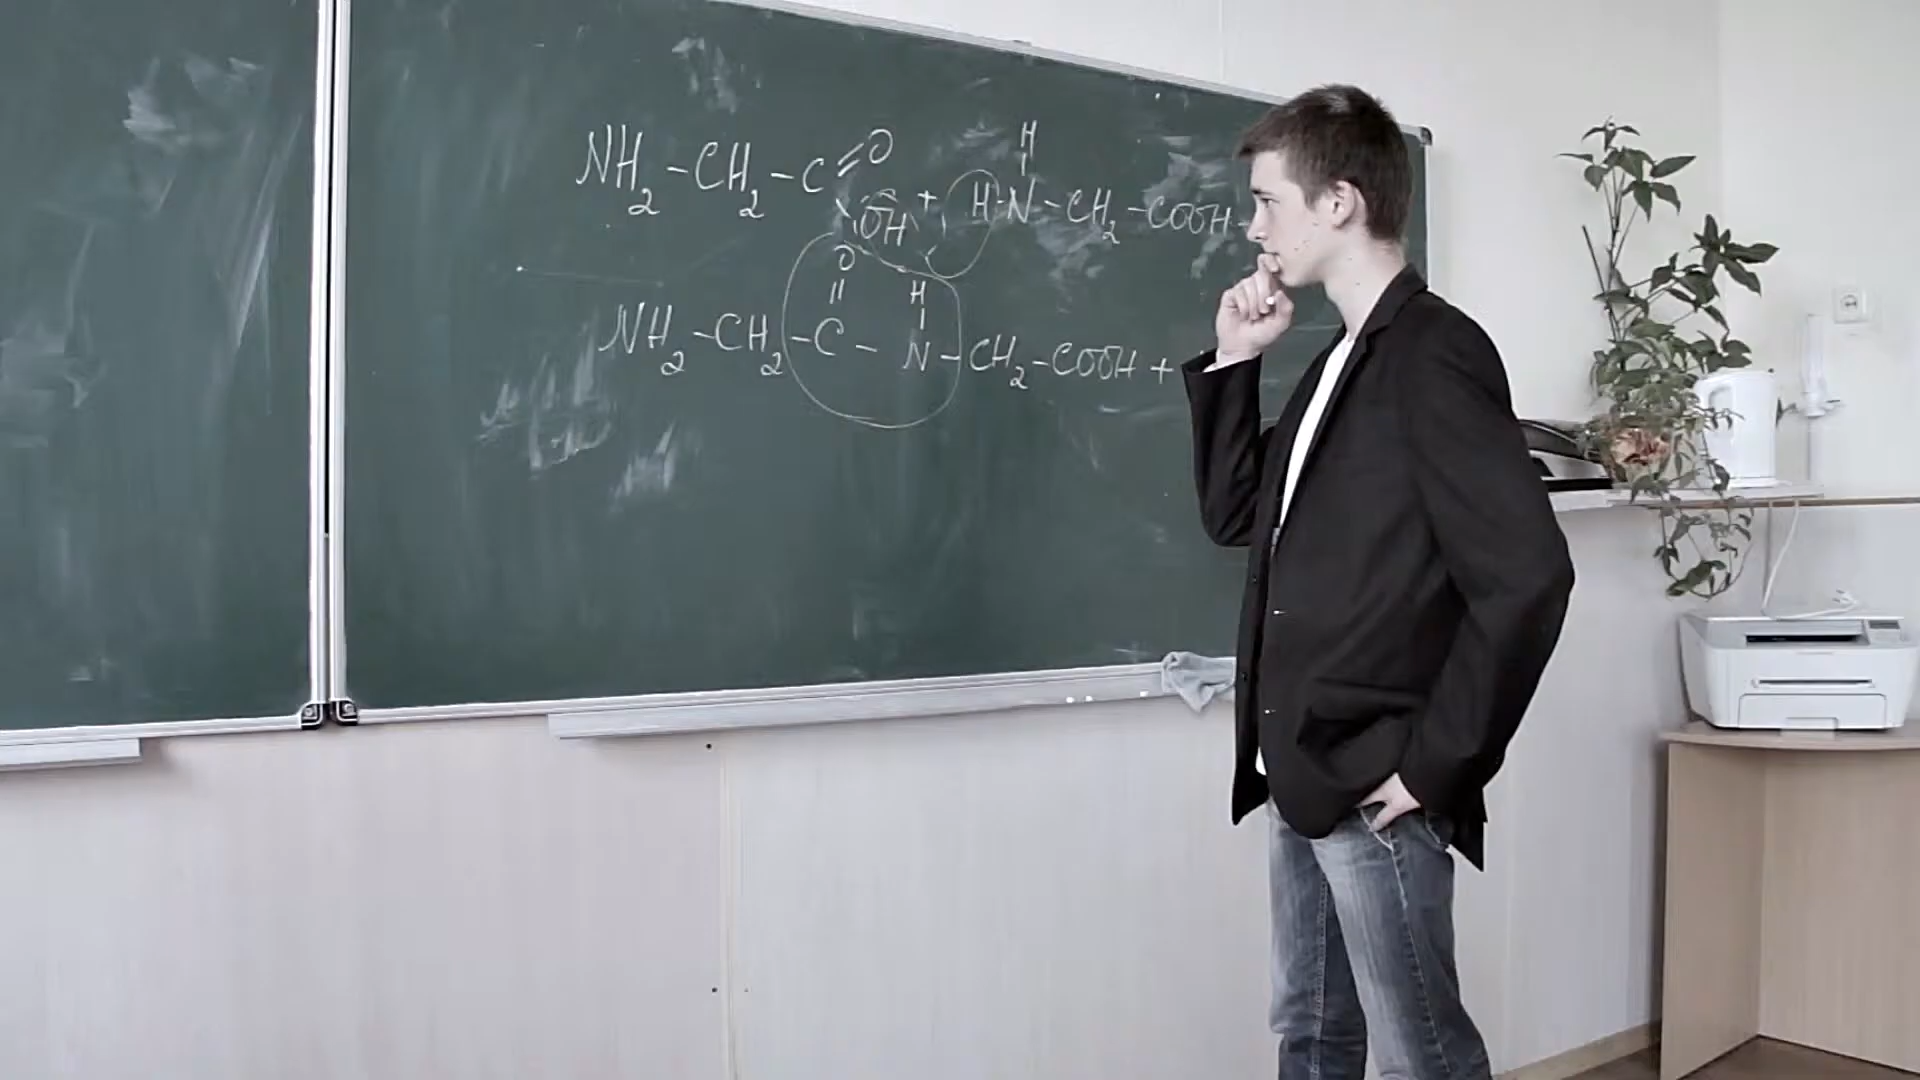 NH₂-CH₂-C=O
OH + H-N-CH₂-COOH-
H
NH₂-CH₂-C-N-CH₂-COOH +
O H